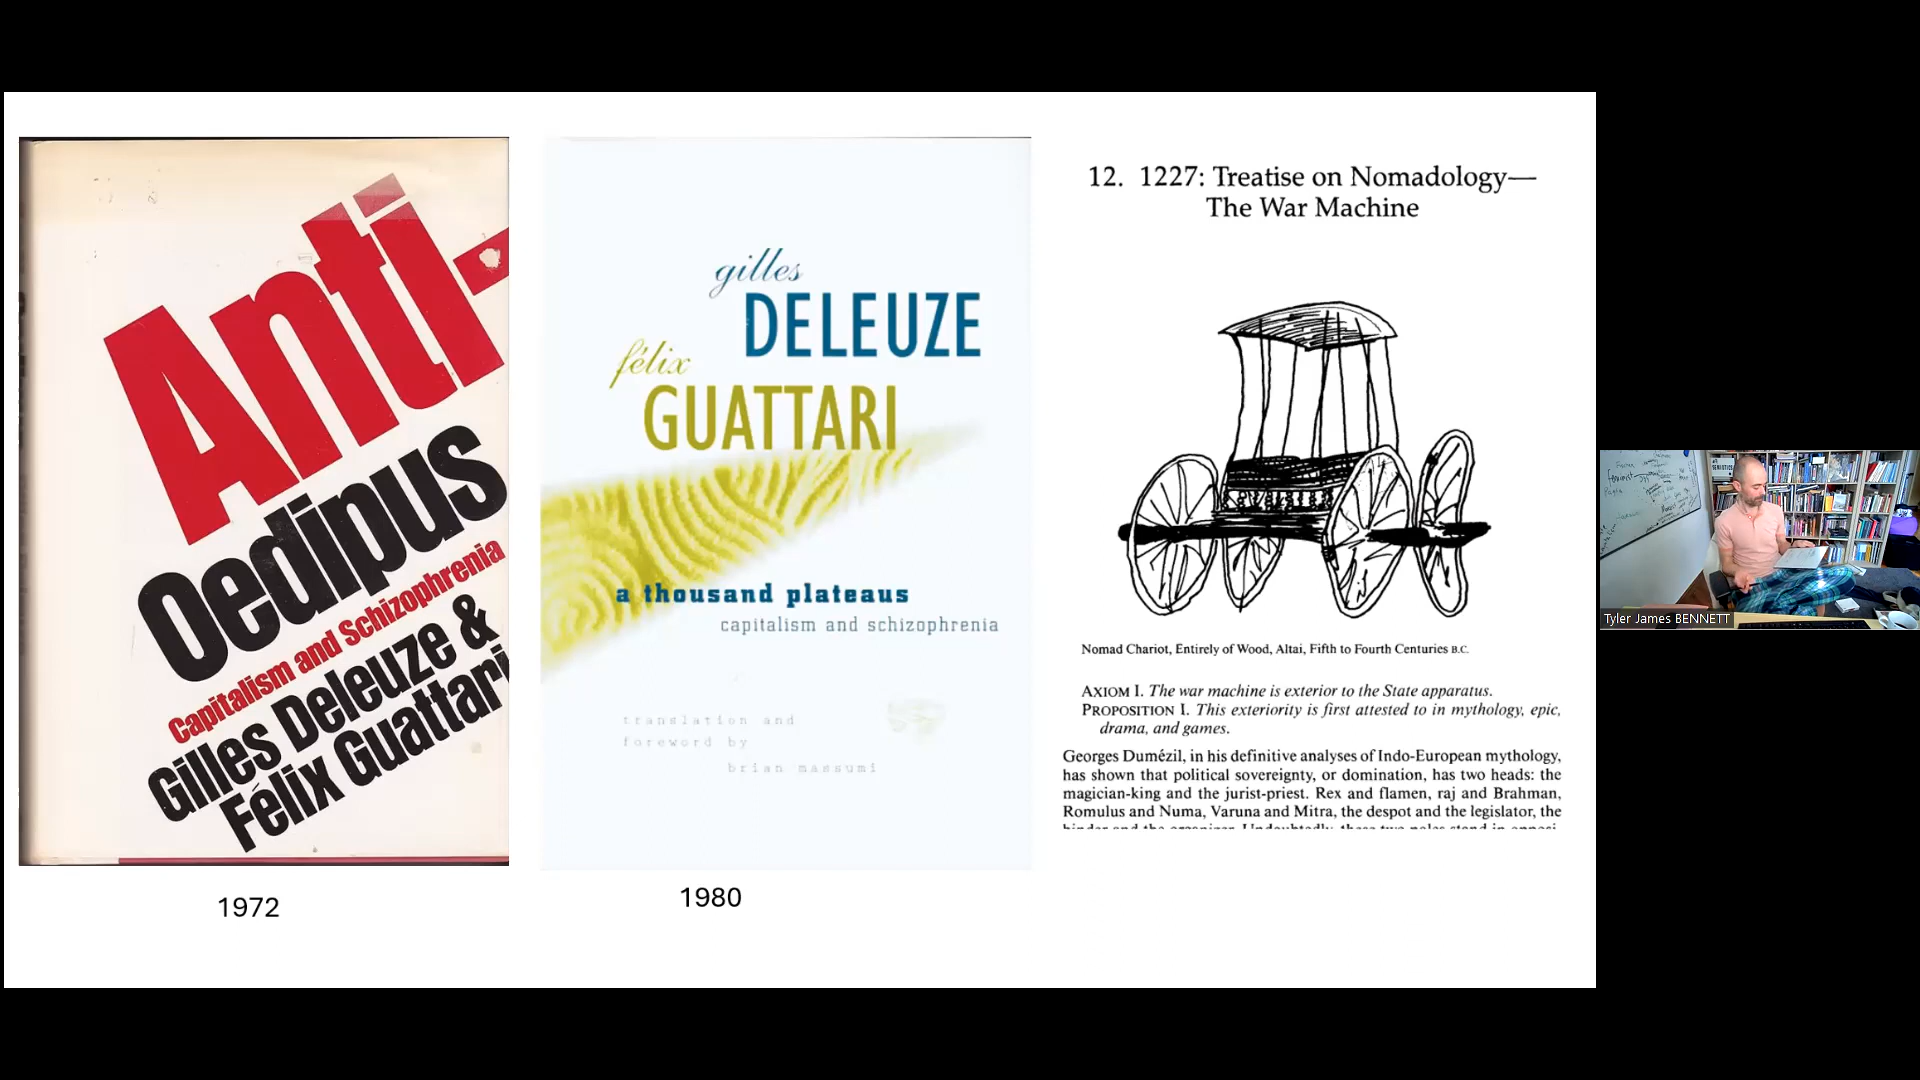 Anti-
Oedipus
Capitalism and Schizophrenia
Gilles Deleuze &
Félix Guattari
1972
gilles
DELEUZE
félix
GUATTARI
a thousand plateaus
capitalism and schizophrenia
translation and
foreword by
brian massumi
1980
12. 1227: Treatise on Nomadology—
The War Machine
Nomad Chariot, Entirely of Wood, Altai, Fifth to Fourth Centuries B.C.
AXIOM I. The war machine is exterior to the State apparatus.
PROPOSITION I. This exteriority is first attested to in mythology, epic,
drama, and games.
Georges Dumézil, in his definitive analyses of Indo-European mythology,
has shown that political sovereignty, or domination, has two heads: the
magician-king and the jurist-priest. Rex and flamen, raj and Brahman,
Romulus and Numa, Varuna and Mitra, the despot and the legislator, the
Tyler James BENNETT